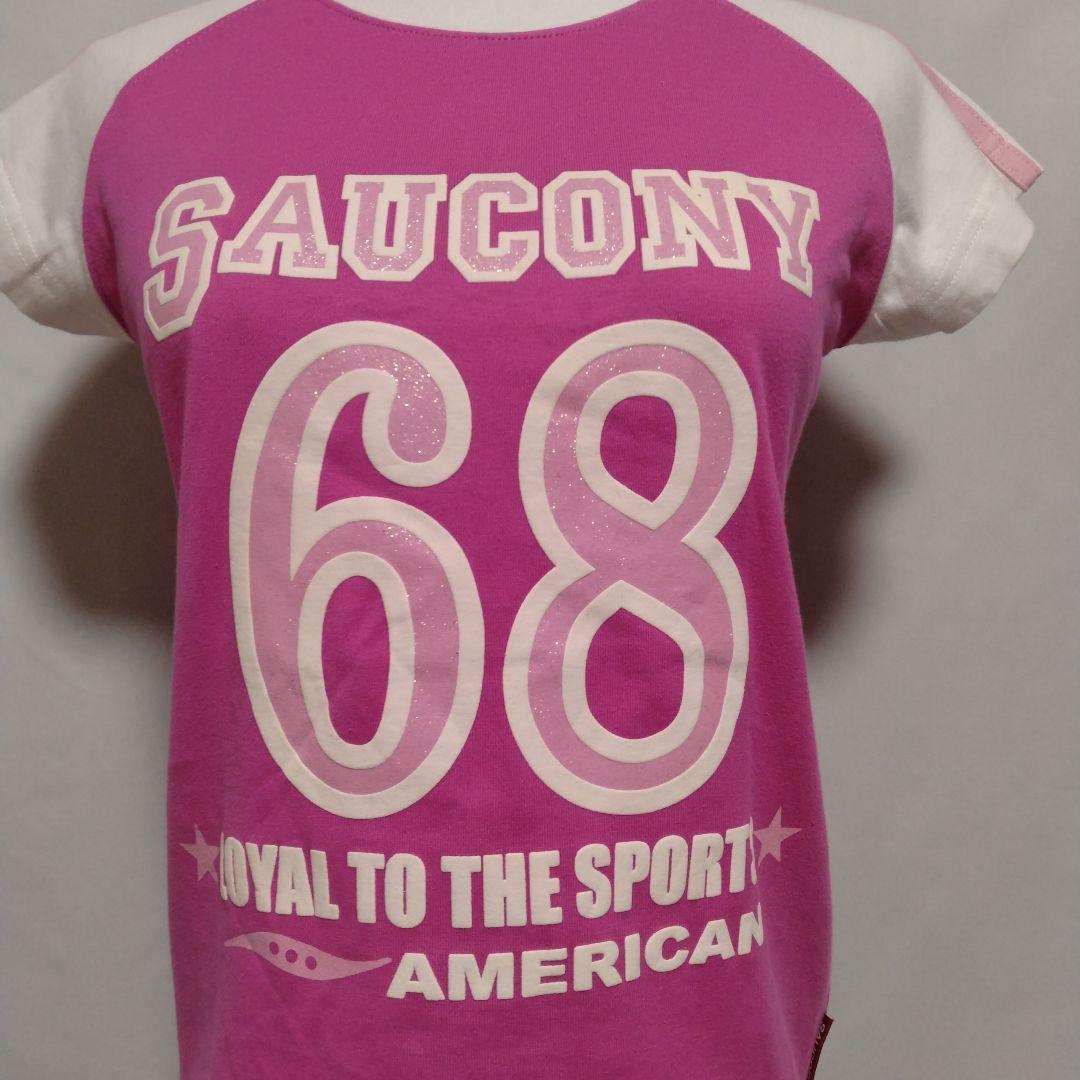 SAUCONY
68
LOYAL TO THE SPORTS
AMERICAN